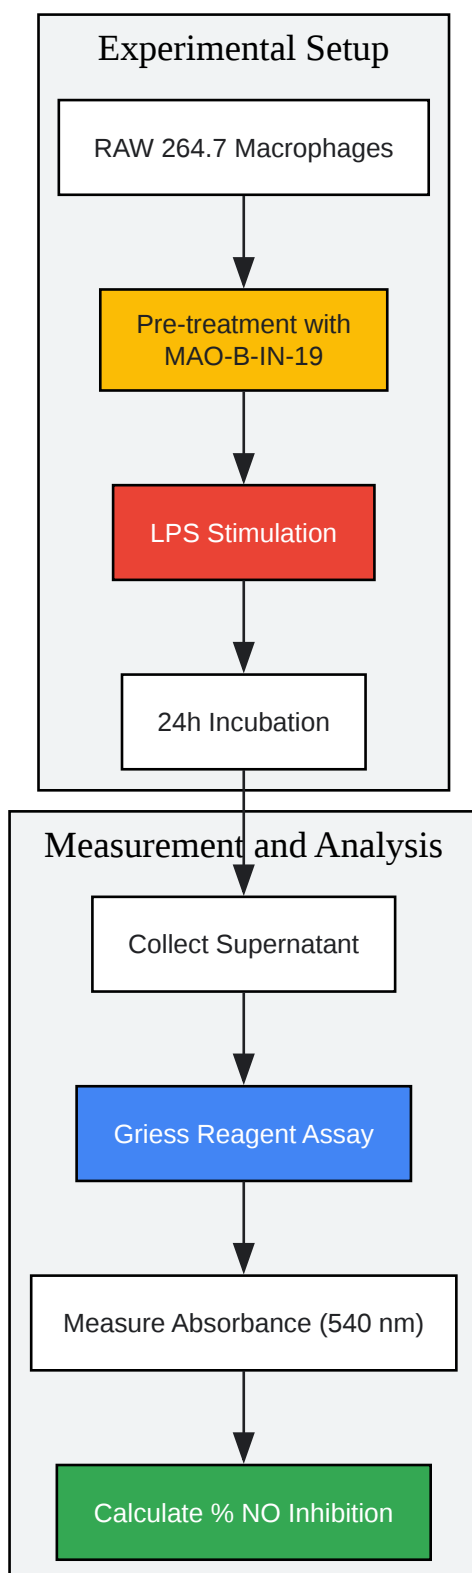 Experimental Setup
RAW 264.7 Macrophages
Pre-treatment with
MAO-B-IN-19
LPS Stimulation
24h Incubation
Measurement and Analysis
Collect Supernatant
Griess Reagent Assay
Measure Absorbance (540 nm)
Calculate % NO Inhibition